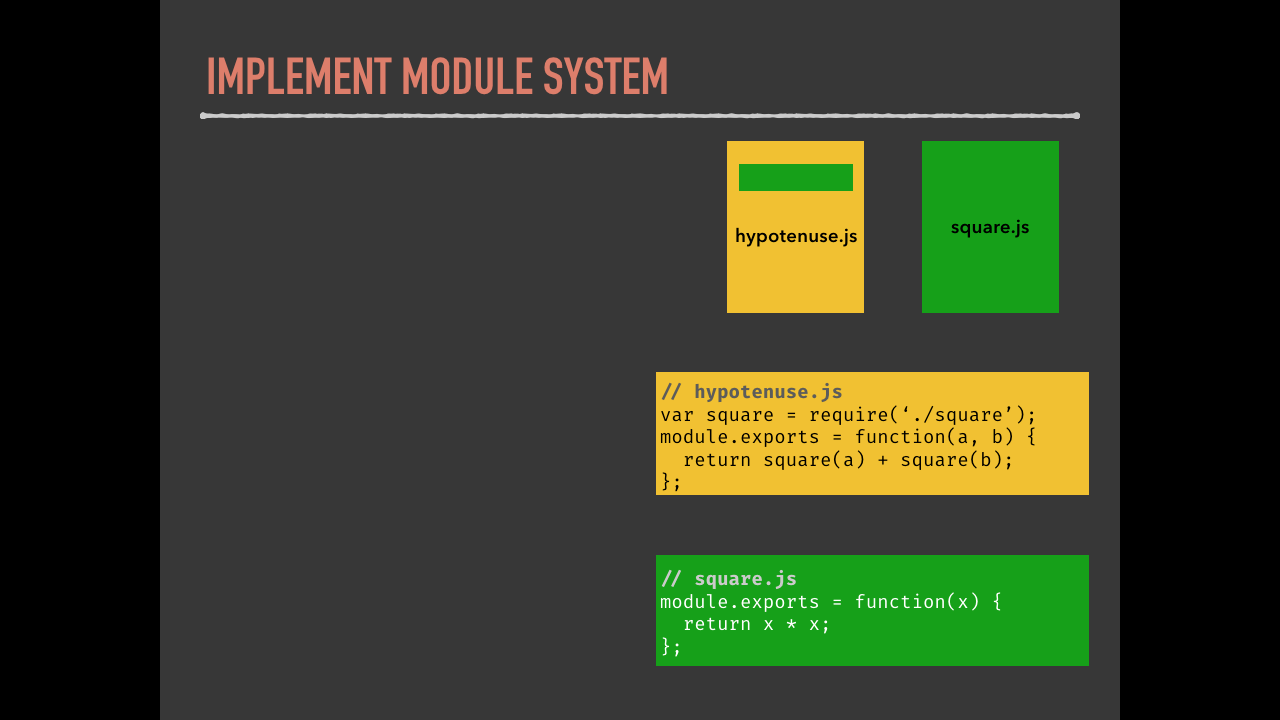 IMPLEMENT MODULE SYSTEM
hypotenuse.js
square.js
// hypotenuse.js
var square = require(‘./square’);
module.exports = function(a, b) {
  return square(a) + square(b);
};
// square.js
module.exports = function(x) {
  return x * x;
};